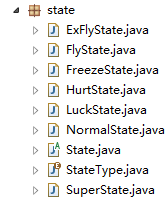 state
ExFlyState.java
FlyState.java
FreezeState.java
HurtState.java
LuckState.java
NormalState.java
State.java
StateType.java
SuperState.java